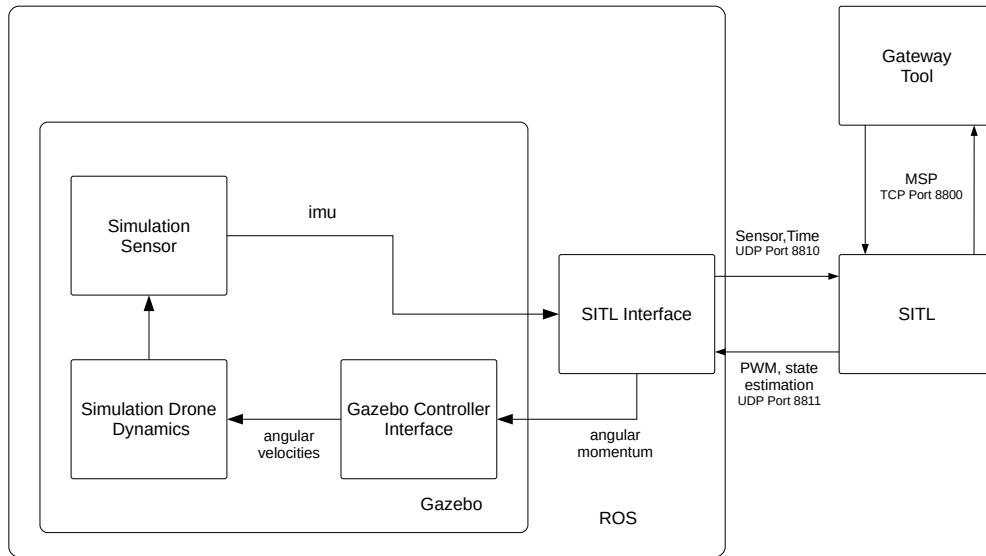 Gateway
Tool
MSP
TCP Port 8800
Simulation
Sensor
imu
Sensor,Time
UDP Port 8810
SITL Interface
SITL
PWM, state
estimation
UDP Port 8811
Simulation Drone
Dynamics
angular
velocities
Gazebo Controller
Interface
angular
momentum
Gazebo
ROS